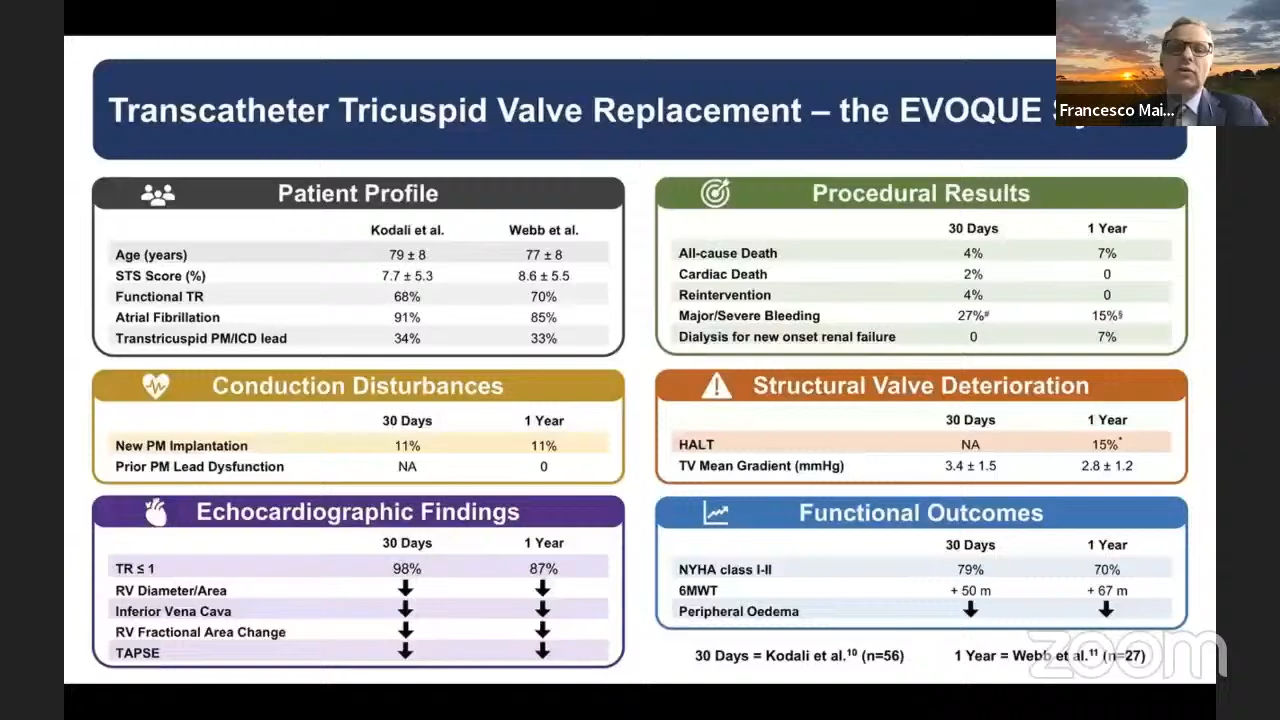 Transcatheter Tricuspid Valve Replacement – the EVOQUE
Francesco Mai...
Patient Profile
Kodali et al. Webb et al.
Age (years) 79 ± 8 77 ± 8
STS Score (%) 7.7 ± 5.3 8.6 ± 5.5
Functional TR 68% 70%
Atrial Fibrillation 91% 85%
Transtricuspid PM/ICD lead 34% 33%
Procedural Results
30 Days 1 Year
All-cause Death 4% 7%
Cardiac Death 2% 0
Reintervention 4% 0
Major/Severe Bleeding 27%# 15%§
Dialysis for new onset renal failure 0 7%
Conduction Disturbances
30 Days 1 Year
New PM Implantation 11% 11%
Prior PM Lead Dysfunction NA 0
Structural Valve Deterioration
30 Days 1 Year
HALT NA 15%*
TV Mean Gradient (mmHg) 3.4 ± 1.5 2.8 ± 1.2
Echocardiographic Findings
30 Days 1 Year
TR ≤ 1 98% 87%
RV Diameter/Area
Inferior Vena Cava
RV Fractional Area Change
TAPSE
Functional Outcomes
30 Days 1 Year
NYHA class I-II 79% 70%
6MWT + 50 m + 67 m
Peripheral Oedema
30 Days = Kodali et al.¹⁰ (n=56) 1 Year = Webb et al.¹¹ (n=27)
zoom